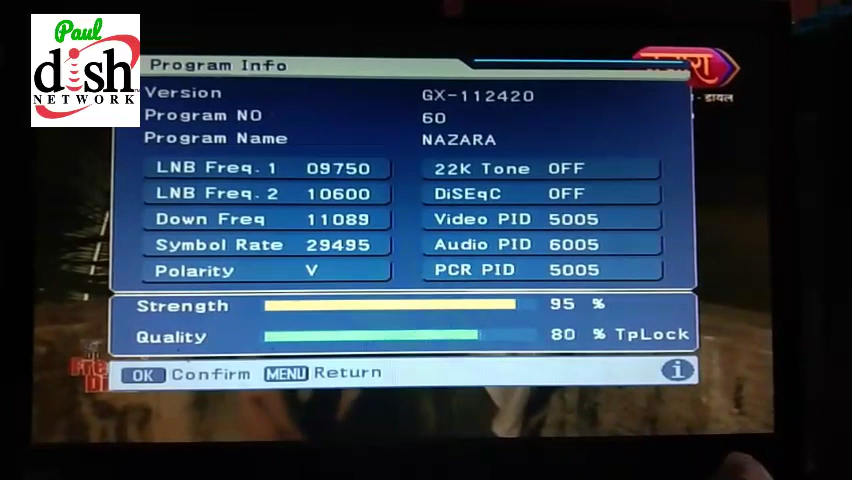 Paul
dish
NETWORK
Program Info
Version GX-112420
Program NO 60
Program Name NAZARA
LNB Freq. 1 09750 22K Tone OFF
LNB Freq. 2 10600 DiSEqC OFF
Down Freq 11089 Video PID 5005
Symbol Rate 29495 Audio PID 6005
Polarity V PCR PID 5005
Strength 95 %
Quality 80 % TpLock
OK Confirm MENU Return i
डायल